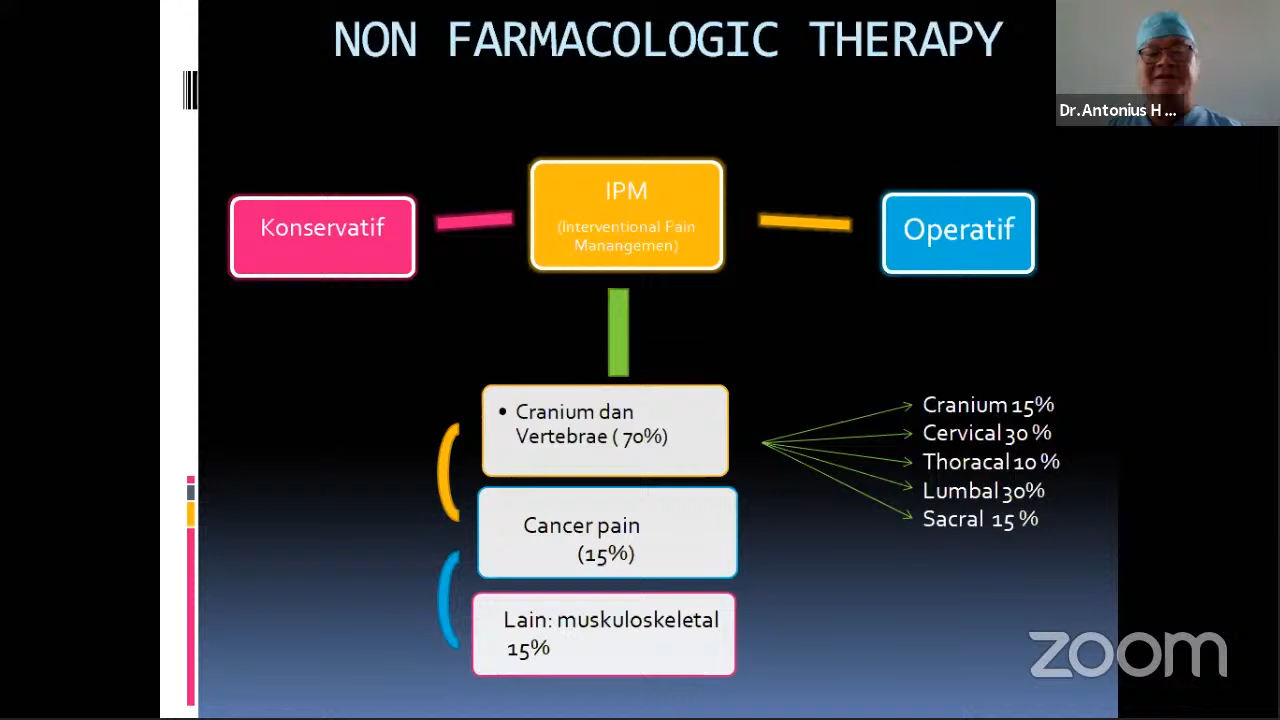 NON FARMACOLOGIC THERAPY
Dr.Antonius H ...
Konservatif
IPM
(Interventional Pain
Manangemen)
Operatif
• Cranium dan
Vertebrae ( 70%)
Cancer pain
(15%)
Lain: muskuloskeletal
15%
Cranium 15%
Cervical 30 %
Thoracal 10 %
Lumbal 30%
Sacral 15 %
zoom